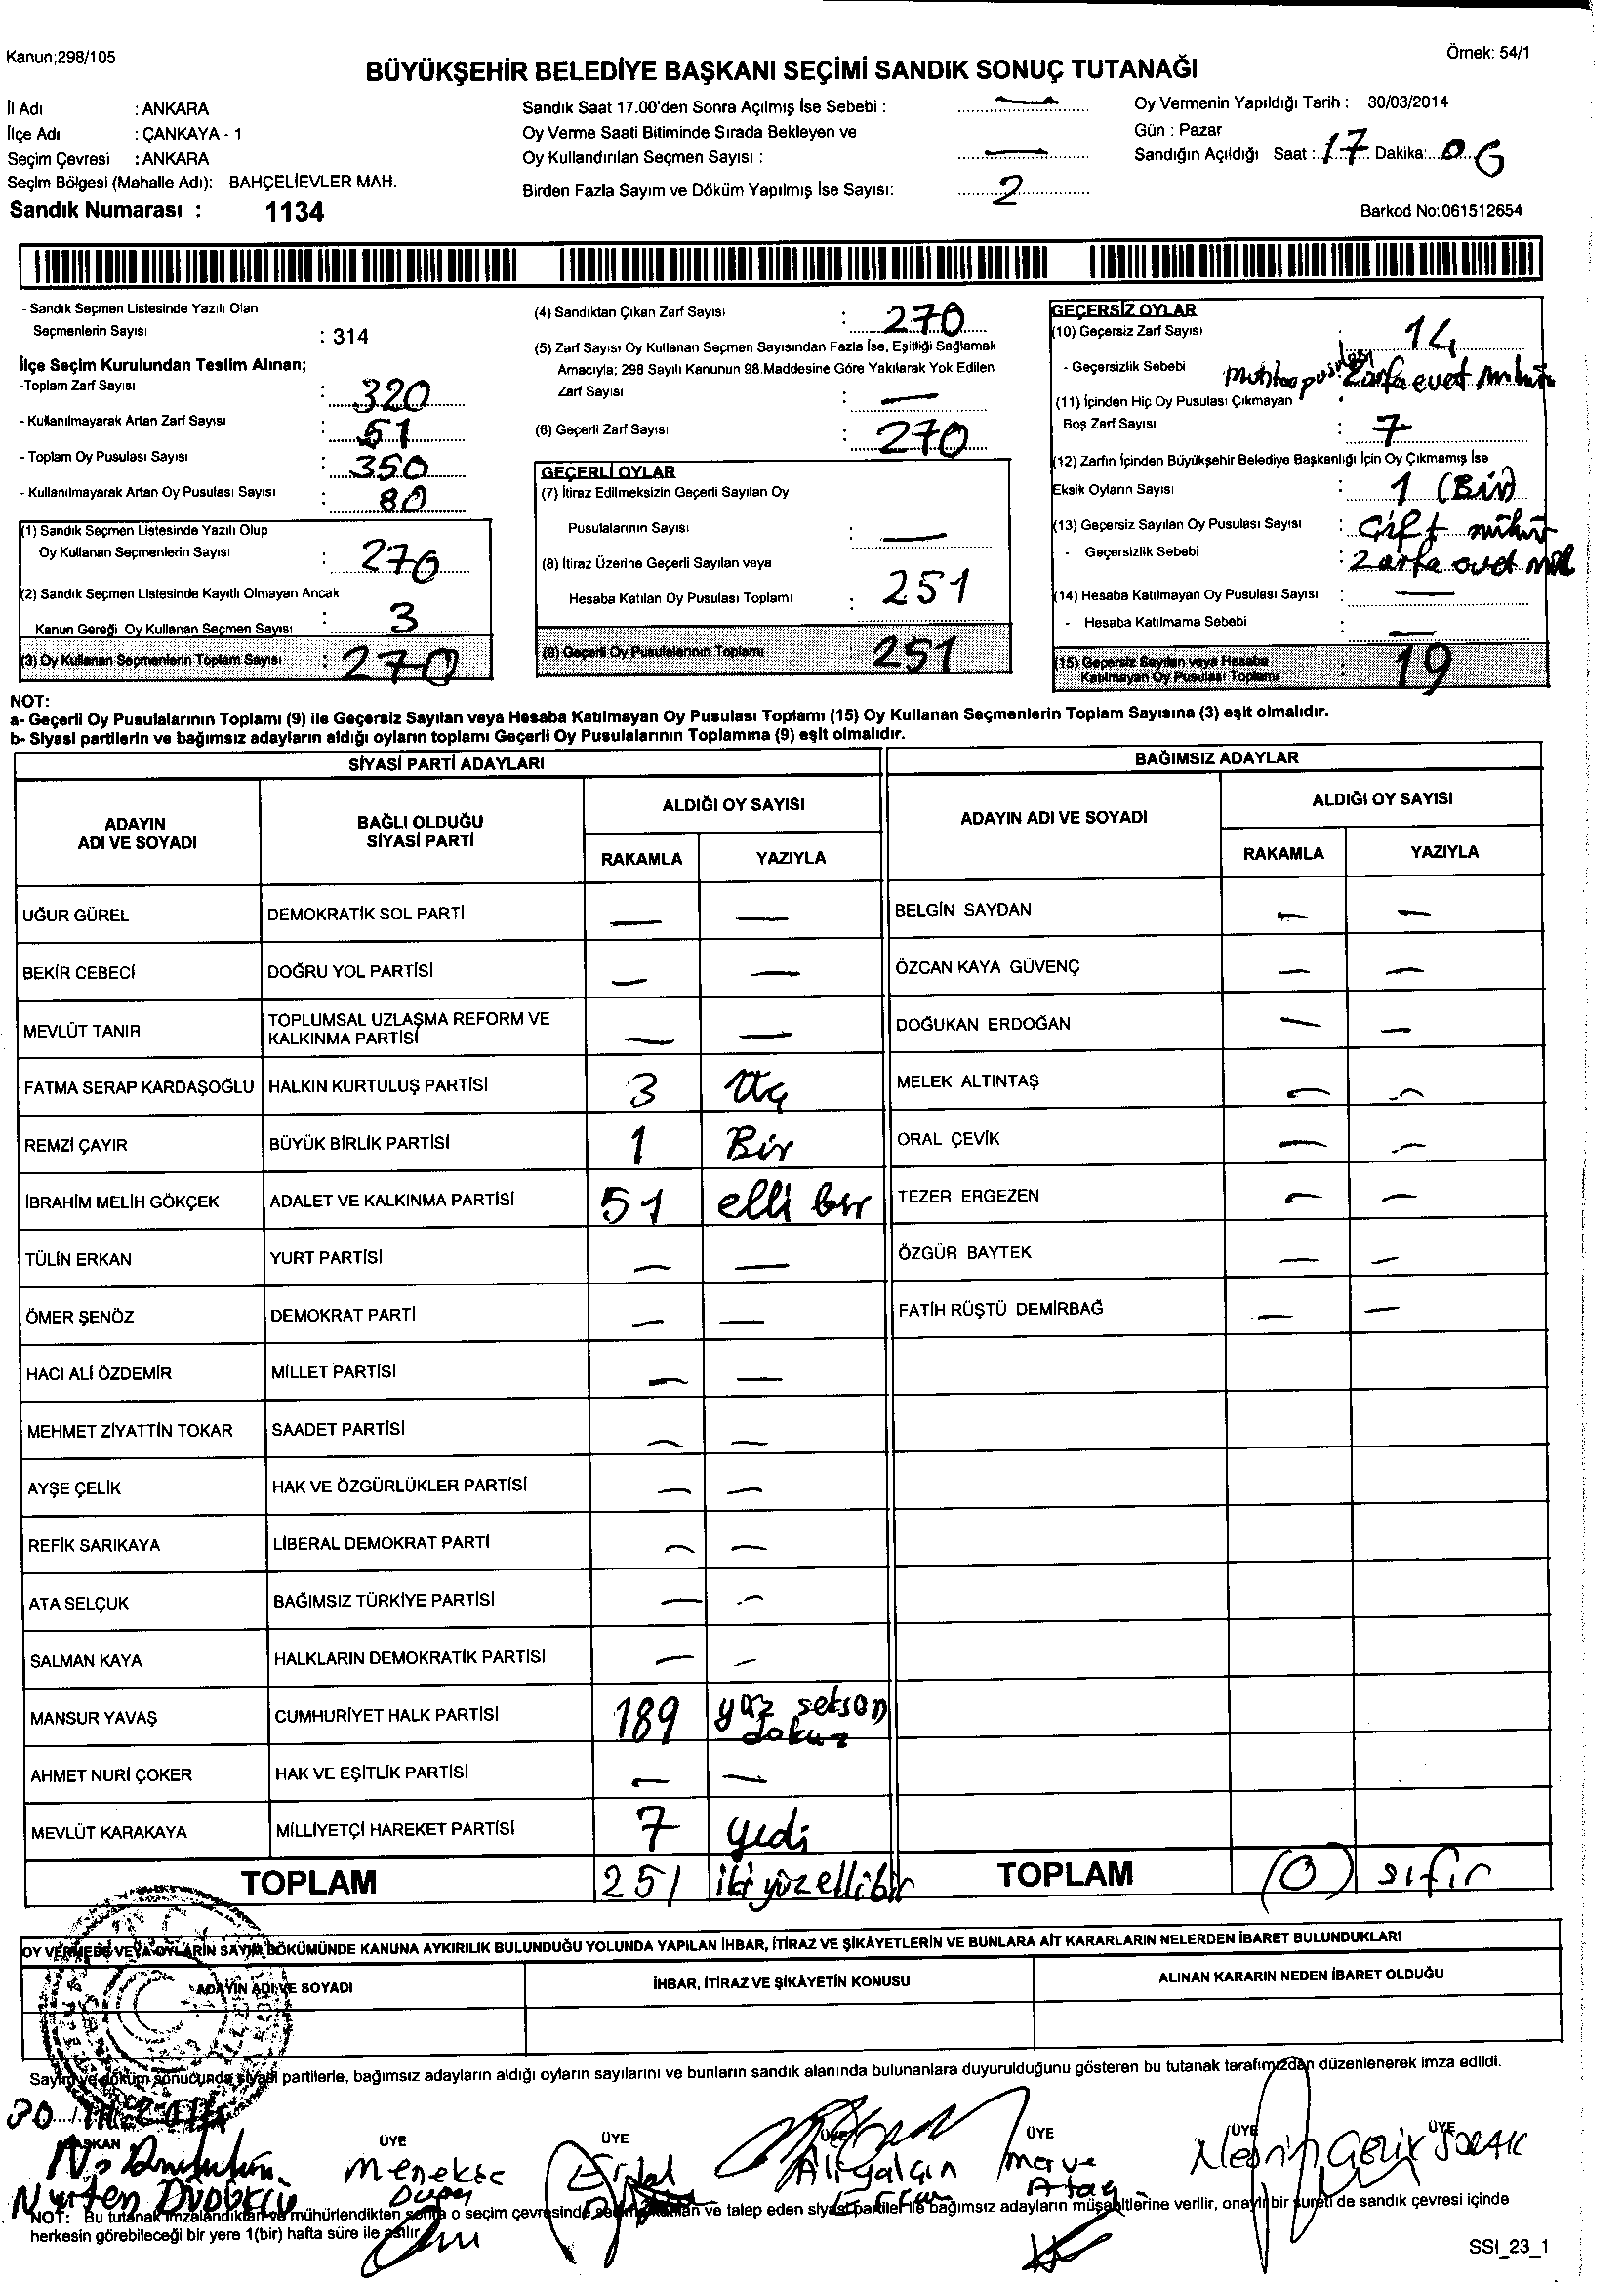 Kanun;298/105
Örnek: 54/1
BÜYÜKŞEHİR BELEDİYE BAŞKANI SEÇİMİ SANDIK SONUÇ TUTANAĞI
İl Adı : ANKARA
İlçe Adı : ÇANKAYA - 1
Seçim Çevresi : ANKARA
Seçim Bölgesi (Mahalle Adı): BAHÇELİEVLER MAH.
Sandık Numarası : 1134
Sandık Saat 17.00'den Sonra Açılmış İse Sebebi : —
Oy Verme Saati Bitiminde Sırada Bekleyen ve
Oy Kullandırılan Seçmen Sayısı : —
Birden Fazla Sayım ve Döküm Yapılmış İse Sayısı: 2
Oy Vermenin Yapıldığı Tarih : 30/03/2014
Gün : Pazar
Sandığın Açıldığı Saat : 17 Dakika: 06
Barkod No:061512654
- Sandık Seçmen Listesinde Yazılı Olan
Seçmenlerin Sayısı : 314
İlçe Seçim Kurulundan Teslim Alınan;
-Toplam Zarf Sayısı : 320
- Kullanılmayarak Artan Zarf Sayısı : 51
- Toplam Oy Pusulası Sayısı : 350
- Kullanılmayarak Artan Oy Pusulası Sayısı : 80
(1) Sandık Seçmen Listesinde Yazılı Olup
Oy Kullanan Seçmenlerin Sayısı : 270
(2) Sandık Seçmen Listesinde Kayıtlı Olmayan Ancak
Kanun Gereği Oy Kullanan Seçmen Sayısı : 3
(3) Oy Kullanan Seçmenlerin Toplam Sayısı : 270
(4) Sandıktan Çıkan Zarf Sayısı : 270
(5) Zarf Sayısı Oy Kullanan Seçmen Sayısından Fazla İse, Eşitliği Sağlamak
Amacıyla; 298 Sayılı Kanunun 98.Maddesine Göre Yakılarak Yok Edilen
Zarf Sayısı : —
(6) Geçerli Zarf Sayısı : 270
GEÇERLİ OYLAR
(7) İtiraz Edilmeksizin Geçerli Sayılan Oy
Pusulalarının Sayısı : —
(8) İtiraz Üzerine Geçerli Sayılan veya
Hesaba Katılan Oy Pusulası Toplamı : 251
(9) Geçerli Oy Pusulalarının Toplamı 251
GEÇERSİZ OYLAR
(10) Geçersiz Zarf Sayısı : 14
- Geçersizlik Sebebi : Zarfa evet
(11) İçinden Hiç Oy Pusulası Çıkmayan
Boş Zarf Sayısı : 7
(12) Zarfın İçinden Büyükşehir Belediye Başkanlığı İçin Oy Çıkmamış İse
Eksik Oyların Sayısı : 1 (Bir)
(13) Geçersiz Sayılan Oy Pusulası Sayısı : Çift mühür
- Geçersizlik Sebebi : Zarfa evet
(14) Hesaba Katılmayan Oy Pusulası Sayısı : —
- Hesaba Katılmama Sebebi : —
(15) Geçersiz Sayılan veya Hesaba
Katılmayan Oy Pusulası Toplamı : 19
NOT:
a- Geçerli Oy Pusulalarının Toplamı (9) ile Geçersiz Sayılan veya Hesaba Katılmayan Oy Pusulası Toplamı (15) Oy Kullanan Seçmenlerin Toplam Sayısına (3) eşit olmalıdır.
b- Siyasi partilerin ve bağımsız adayların aldığı oyların toplamı Geçerli Oy Pusulalarının Toplamına (9) eşit olmalıdır.
SİYASİ PARTİ ADAYLARI
ADAYIN ADI VE SOYADI BAĞLI OLDUĞU SİYASİ PARTİ ALDIĞI OY SAYISI
RAKAMLA YAZIYLA
UĞUR GÜREL DEMOKRATİK SOL PARTİ — —
BEKİR CEBECİ DOĞRU YOL PARTİSİ — —
MEVLÜT TANIR TOPLUMSAL UZLAŞMA REFORM VE KALKINMA PARTİSİ — —
FATMA SERAP KARDAŞOĞLU HALKIN KURTULUŞ PARTİSİ 3 Üç
REMZİ ÇAYIR BÜYÜK BİRLİK PARTİSİ 1 Bir
İBRAHİM MELİH GÖKÇEK ADALET VE KALKINMA PARTİSİ 51 elli bir
TÜLİN ERKAN YURT PARTİSİ — —
ÖMER ŞENÖZ DEMOKRAT PARTİ — —
HACI ALİ ÖZDEMİR MİLLET PARTİSİ — —
MEHMET ZİYATTİN TOKAR SAADET PARTİSİ — —
AYŞE ÇELİK HAK VE ÖZGÜRLÜKLER PARTİSİ — —
REFİK SARIKAYA LİBERAL DEMOKRAT PARTİ — —
ATA SELÇUK BAĞIMSIZ TÜRKİYE PARTİSİ — —
SALMAN KAYA HALKLARIN DEMOKRATİK PARTİSİ — —
MANSUR YAVAŞ CUMHURİYET HALK PARTİSİ 189 yüz seksen dokuz
AHMET NURİ ÇOKER HAK VE EŞİTLİK PARTİSİ — —
MEVLÜT KARAKAYA MİLLİYETÇİ HAREKET PARTİSİ 7 yedi
TOPLAM 251 iki yüz elli bir
BAĞIMSIZ ADAYLAR
ADAYIN ADI VE SOYADI ALDIĞI OY SAYISI
RAKAMLA YAZIYLA
BELGİN SAYDAN — —
ÖZCAN KAYA GÜVENÇ — —
DOĞUKAN ERDOĞAN — —
MELEK ALTINTAŞ — —
ORAL ÇEVİK — —
TEZER ERGEZEN — —
ÖZGÜR BAYTEK — —
FATİH RÜŞTÜ DEMİRBAĞ — —
TOPLAM (0) sıfır
OY VERMEDE VEYA OYLARIN SAYIM DÖKÜMÜNDE KANUNA AYKIRILIK BULUNDUĞU YOLUNDA YAPILAN İHBAR, İTİRAZ VE ŞİKÂYETLERİN VE BUNLARA AİT KARARLARIN NELERDEN İBARET BULUNDUKLARI
ADAYIN ADI VE SOYADI İHBAR, İTİRAZ VE ŞİKÂYETİN KONUSU ALINAN KARARIN NEDEN İBARET OLDUĞU
Sayım ve döküm sonucunda siyasi partilerle, bağımsız adayların aldığı oyların sayılarını ve bunların sandık alanında bulunanlara duyurulduğunu gösteren bu tutanak tarafımızdan düzenlenerek imza edildi.
30
BAŞKAN ÜYE ÜYE ÜYE ÜYE ÜYE ÜYE
Nurten Menekşe Erdal Ali Yalçın Merve Nesrin
NOT: Bu tutanak imzalandıktan ve mühürlendikten sonra o seçim çevresinde ve talep eden siyasi partiler ile bağımsız adayların müşahitlerine verilir, onaylı bir sureti de sandık çevresi içinde
herkesin görebileceği bir yere 1(bir) hafta süre ile asılır.
SSI_23_1